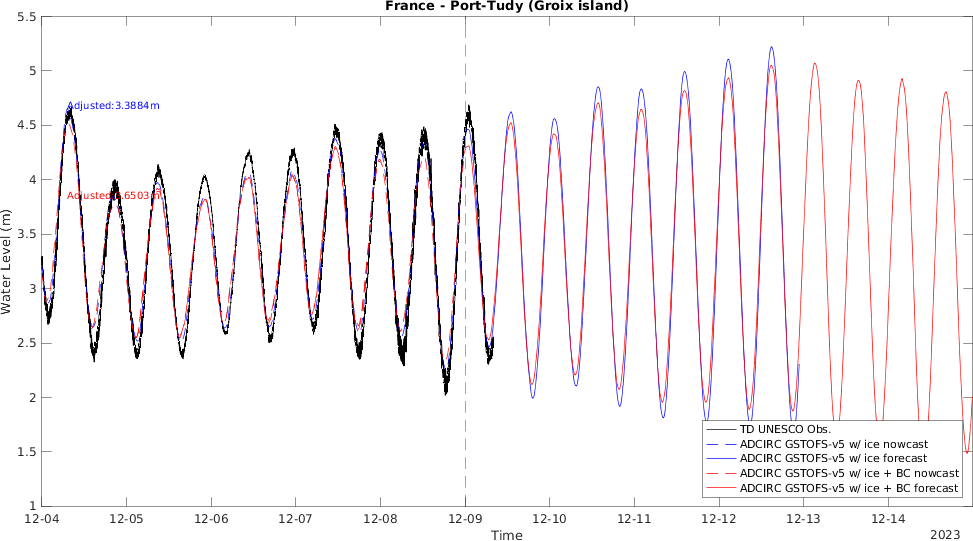 France - Port-Tudy (Groix island)
5.5
5
4.5
4
3.5
3
2.5
2
1.5
1
Water Level (m)
Adjusted:3.3884m
TD UNESCO Obs.
ADCIRC GSTOFS-v5 w/ ice nowcast
ADCIRC GSTOFS-v5 w/ ice forecast
ADCIRC GSTOFS-v5 w/ ice + BC nowcast
ADCIRC GSTOFS-v5 w/ ice + BC forecast
12-04 12-05 12-06 12-07 12-08 12-09 12-10 12-11 12-12 12-13 12-14
Time
2023